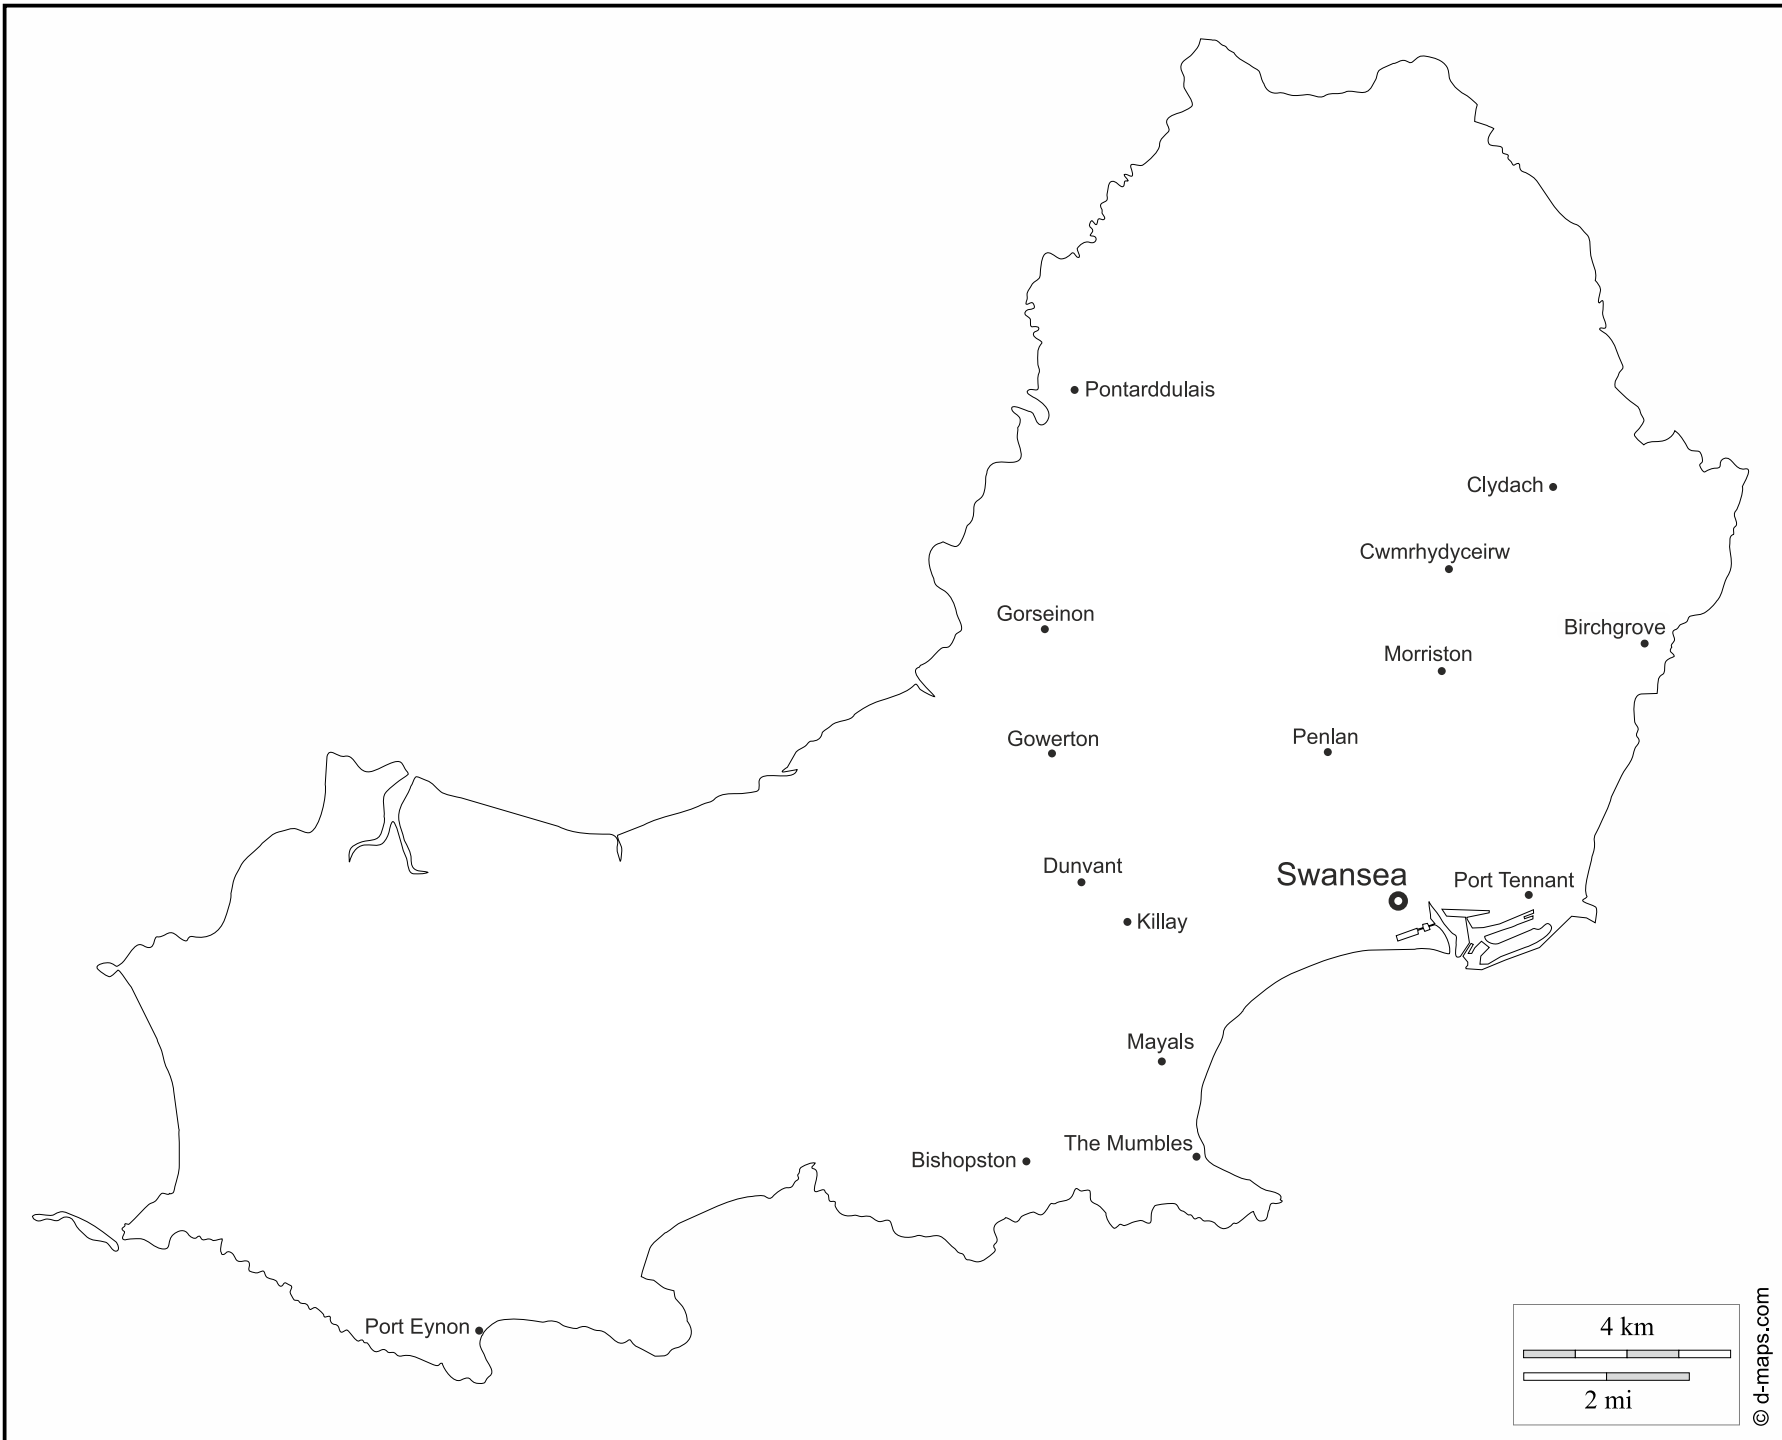 Pontarddulais
Clydach
Cwmrhydyceirw
Gorseinon
Birchgrove
Morriston
Gowerton
Penlan
Dunvant
Swansea
Port Tennant
Killay
Mayals
The Mumbles
Bishopston
Port Eynon
4 km
2 mi
© d-maps.com